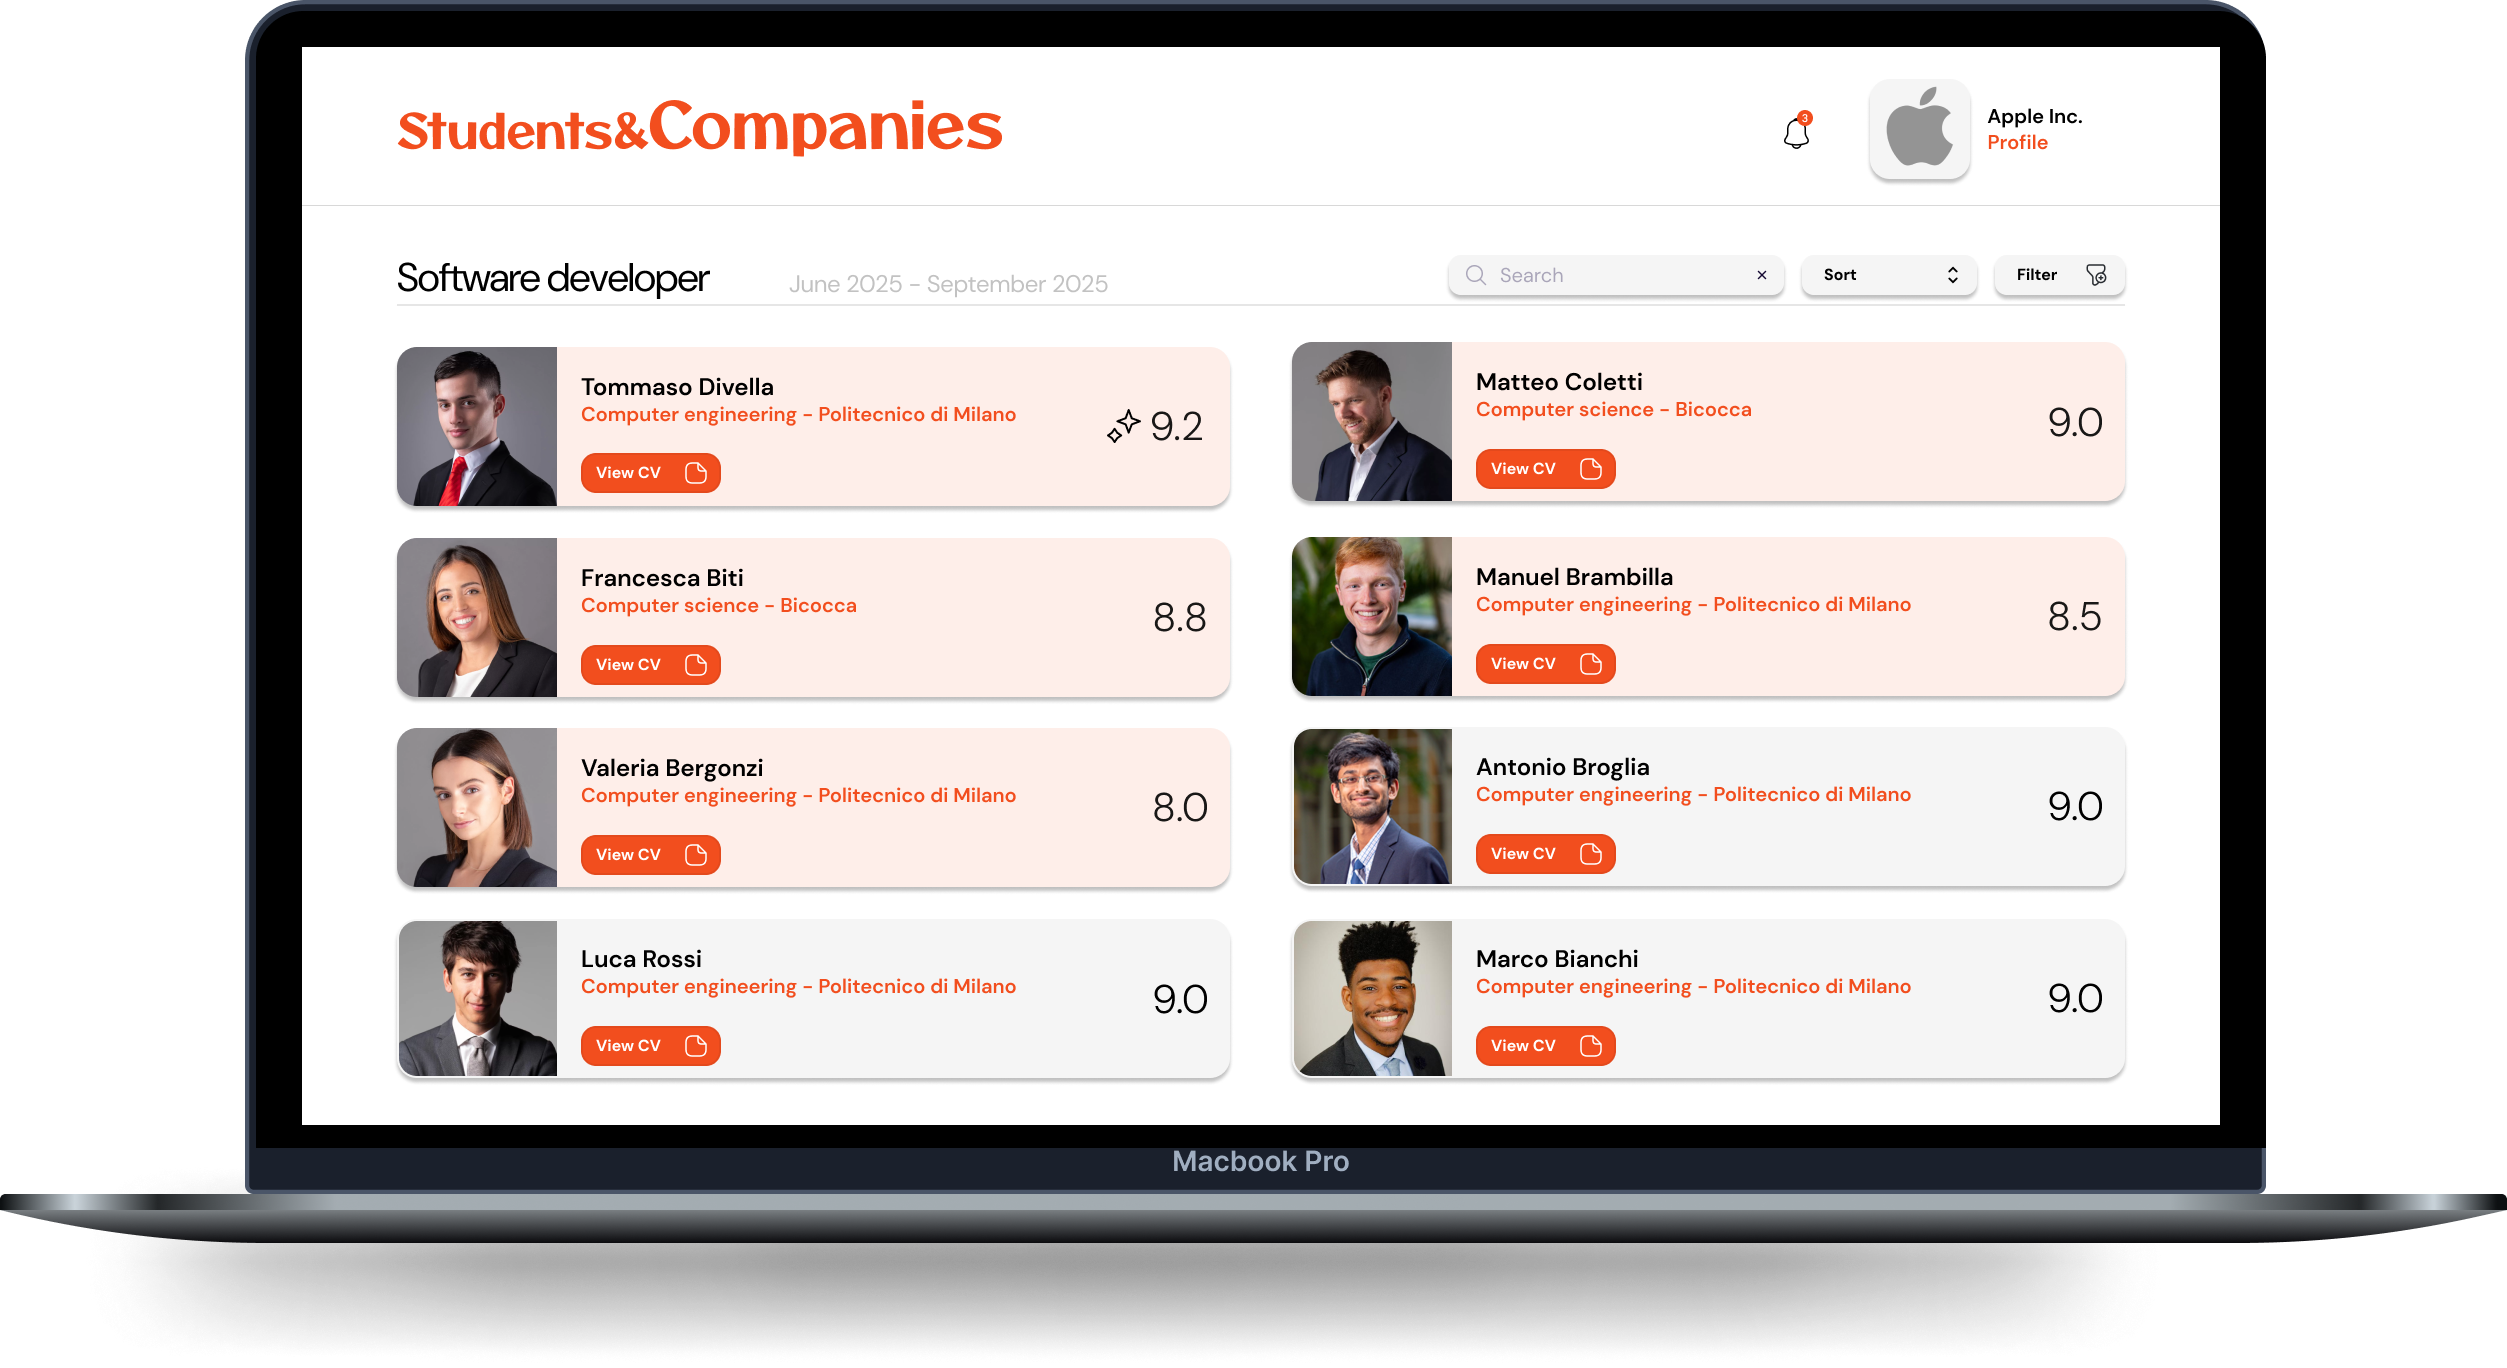 Students&Companies
3
Apple Inc.
Profile
Software developer
June 2025 - September 2025
Search
Sort
Filter
Tommaso Divella
Computer engineering - Politecnico di Milano
9.2
View CV
Matteo Coletti
Computer science - Bicocca
9.0
View CV
Francesca Biti
Computer science - Bicocca
8.8
View CV
Manuel Brambilla
Computer engineering - Politecnico di Milano
8.5
View CV
Valeria Bergonzi
Computer engineering - Politecnico di Milano
8.0
View CV
Antonio Broglia
Computer engineering - Politecnico di Milano
9.0
View CV
Luca Rossi
Computer engineering - Politecnico di Milano
9.0
View CV
Marco Bianchi
Computer engineering - Politecnico di Milano
9.0
View CV
Macbook Pro